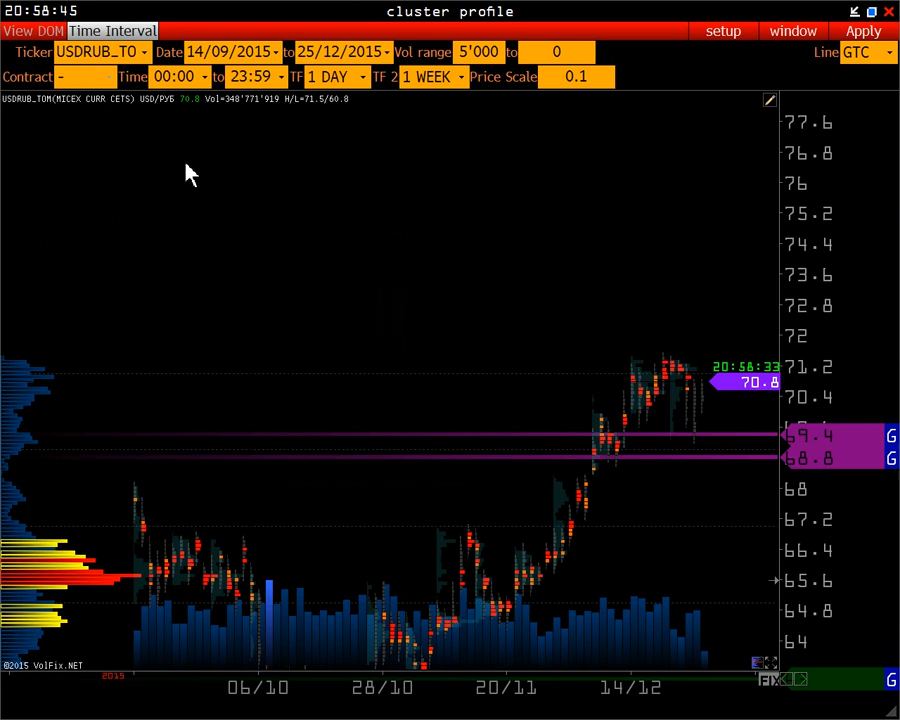 20:58:45
cluster profile
View DOM Time Interval
setup window Apply
Ticker USDRUB_TO Date 14/09/2015 to 25/12/2015 Vol range 5'000 to 0
Line GTC
Contract - Time 00:00 to 23:59 TF 1 DAY TF 2 1 WEEK Price Scale 0.1
USDRUB_TOM(MICEX CURR CETS) USD/РУБ 70.8 Vol=348'771'919 H/L=71.5/60.8
77.6
76.8
76
75.2
74.4
73.6
72.8
72
20:58:33
71.2
70.8
70.4
69.4 G
68.8 G
68
67.2
66.4
65.6
64.8
64
©2015 VolFix.NET
2015
FIX
G
06/10 28/10 20/11 14/12